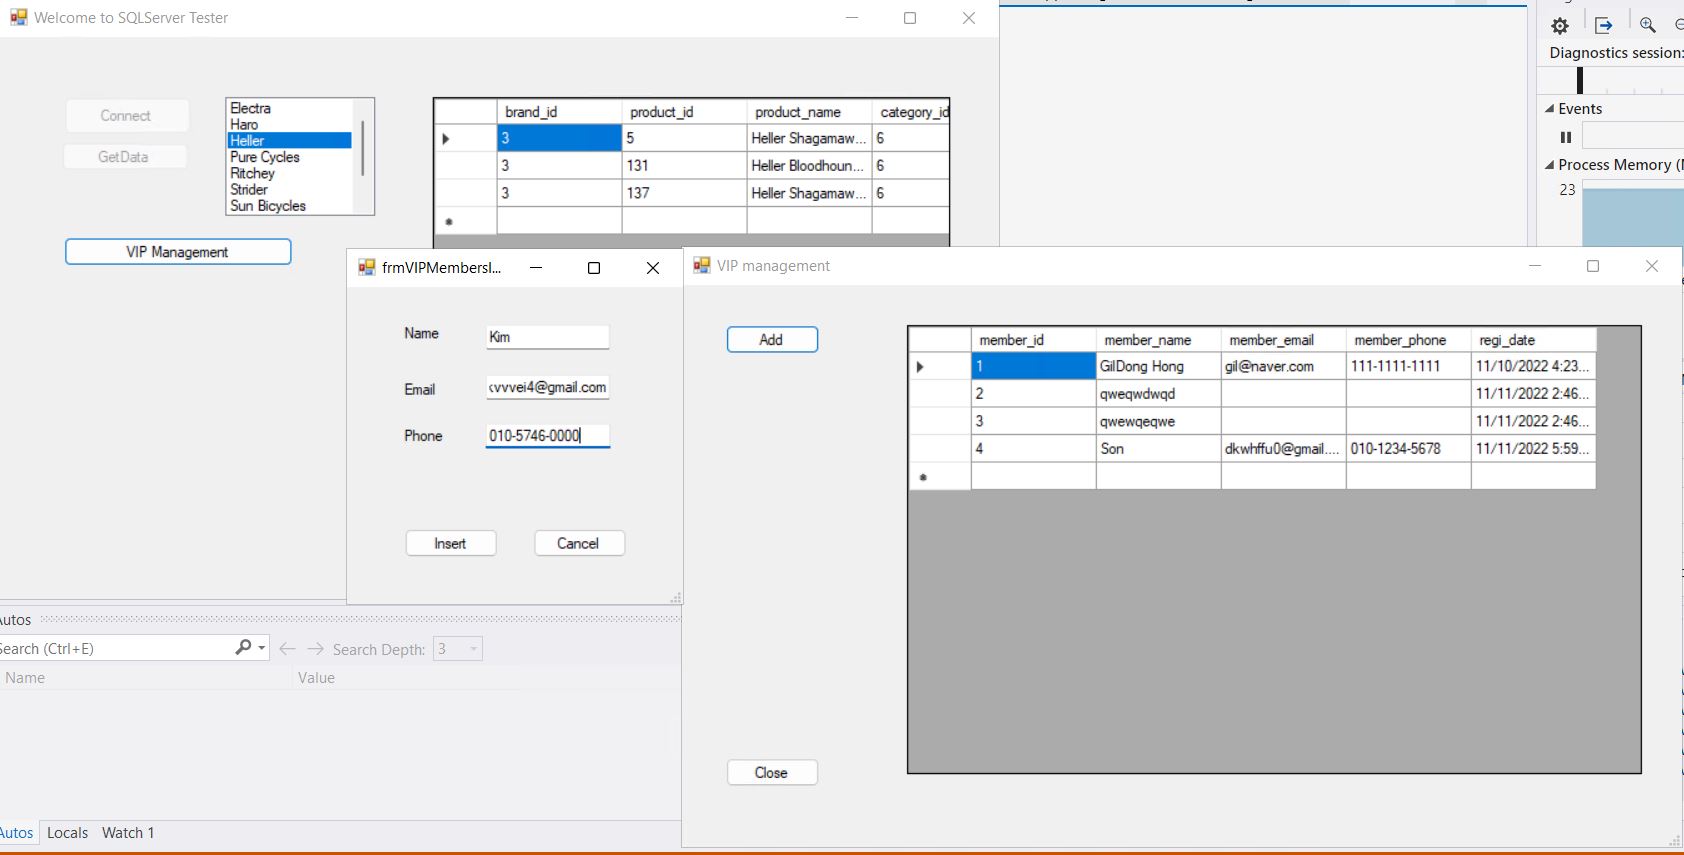 Welcome to SQLServer Tester
Diagnostics session:
Connect
GetData
Electra
Haro
Heller
Pure Cycles
Ritchey
Strider
Sun Bicycles
brand_id product_id product_name category_id
3 5 Heller Shagamaw... 6
3 131 Heller Bloodhoun... 6
3 137 Heller Shagamaw... 6
Events
Process Memory (
23
VIP Management
frmVIPMembersI...
Name Kim
Email kvvvei4@gmail.com
Phone 010-5746-0000
Insert Cancel
VIP management
Add
member_id member_name member_email member_phone regi_date
1 GilDong Hong gil@naver.com 111-1111-1111 11/10/2022 4:23...
2 qweqwdwqd 11/11/2022 2:46...
3 qwewqeqwe 11/11/2022 2:46...
4 Son dkwhffu0@gmail.... 010-1234-5678 11/11/2022 5:59...
Close
Autos
Search (Ctrl+E) Search Depth: 3
Name Value
Autos Locals Watch 1